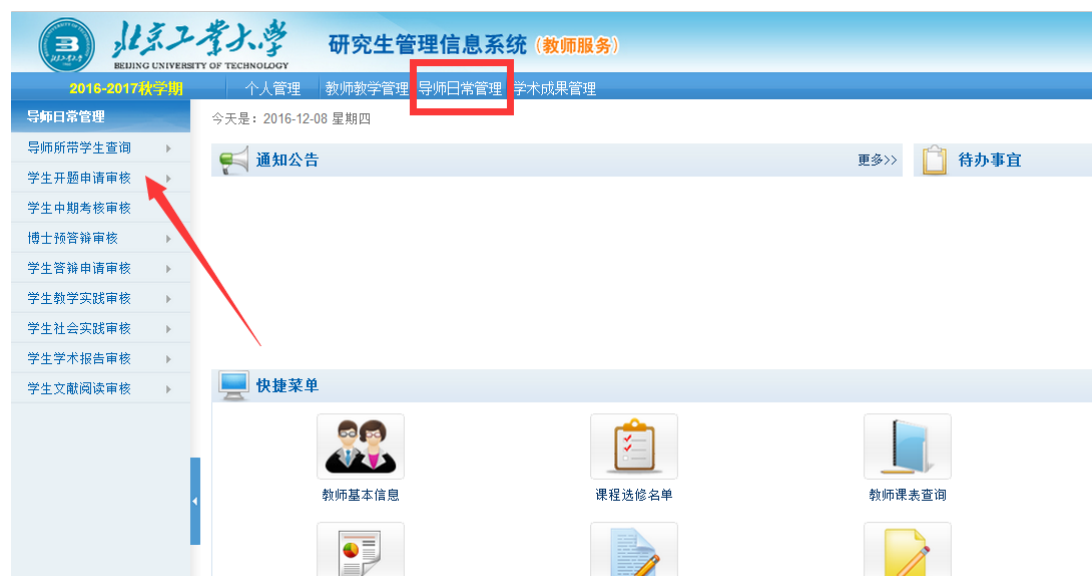 北京工业大学
BEIJING UNIVERSITY OF TECHNOLOGY
研究生管理信息系统（教师服务）
2016-2017秋学期 个人管理 教师教学管理 导师日常管理 学术成果管理
导师日常管理
今天是：2016-12-08 星期四
导师所带学生查询
学生开题申请审核
学生中期考核审核
博士预答辩审核
学生答辩申请审核
学生教学实践审核
学生社会实践审核
学生学术报告审核
学生文献阅读审核
通知公告 更多>> 待办事宜
快捷菜单
教师基本信息 课程选修名单 教师课表查询